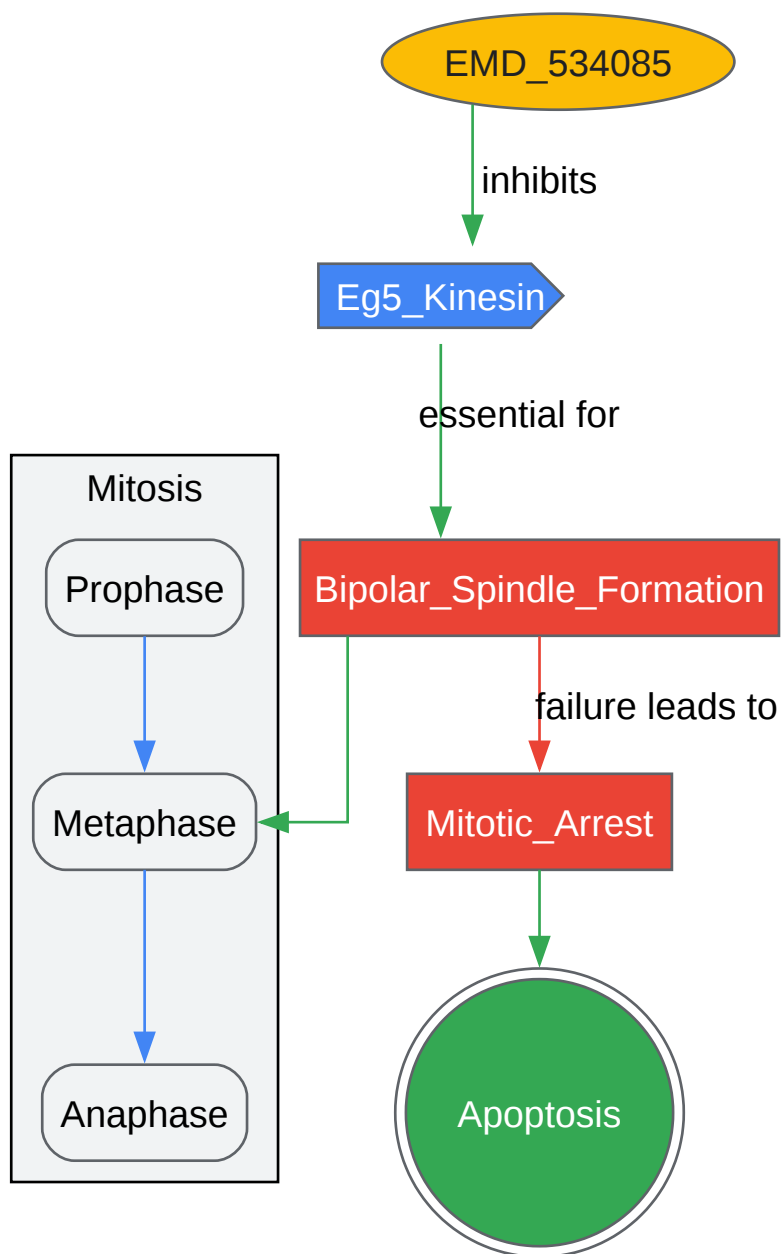 EMD_534085
inhibits
Eg5_Kinesin
essential for
Mitosis
Prophase
Bipolar_Spindle_Formation
failure leads to
Metaphase
Mitotic_Arrest
Anaphase
Apoptosis